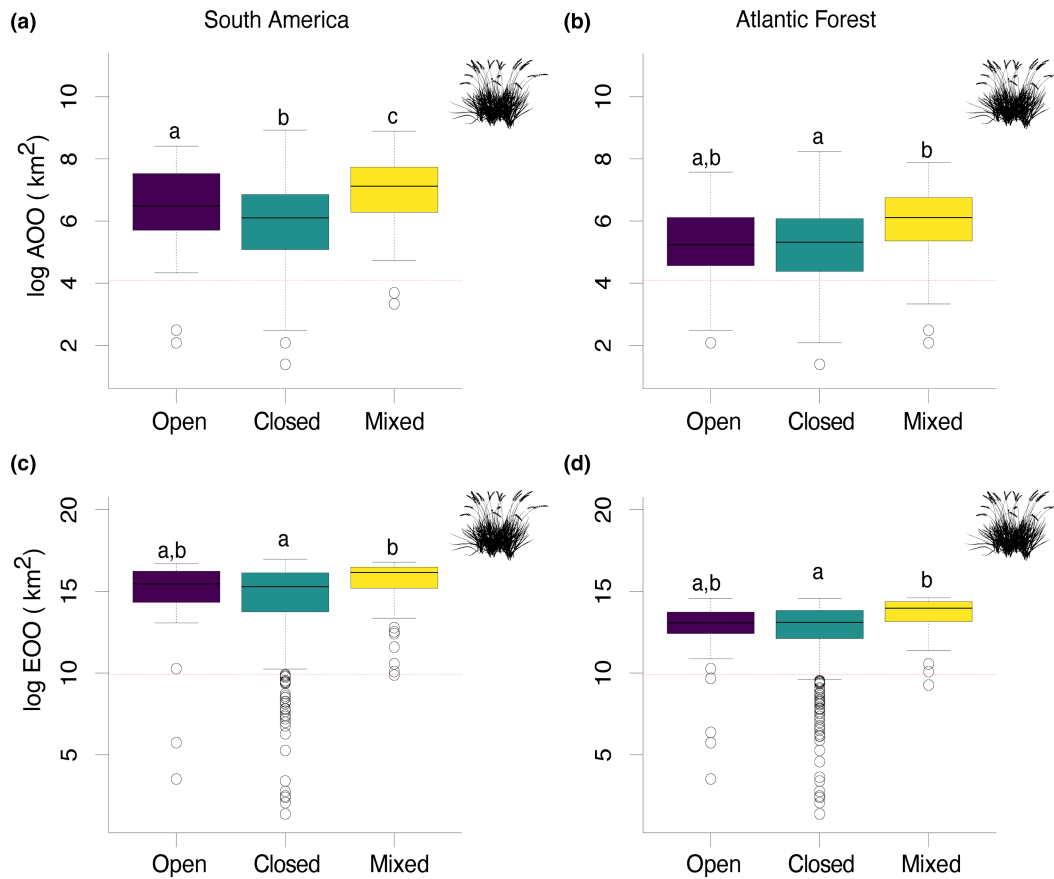 (a) South America
log AOO ( km²)
10
8
6
4
2
a
b
c
Open Closed Mixed
(b) Atlantic Forest
10
8
6
4
2
a,b
a
b
Open Closed Mixed
(c)
log EOO ( km²)
20
15
10
5
a,b
a
b
Open Closed Mixed
(d)
20
15
10
5
a,b
a
b
Open Closed Mixed